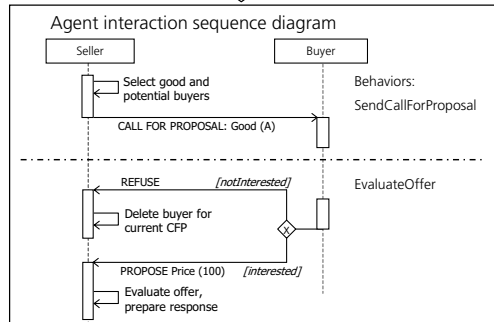 Agent interaction sequence diagram
Seller
Buyer
Select good and
potential buyers
Behaviors:
SendCallForProposal
CALL FOR PROPOSAL: Good (A)
REFUSE
[notInterested]
EvaluateOffer
Delete buyer for
current CFP
X
PROPOSE Price (100)
[interested]
Evaluate offer,
prepare response